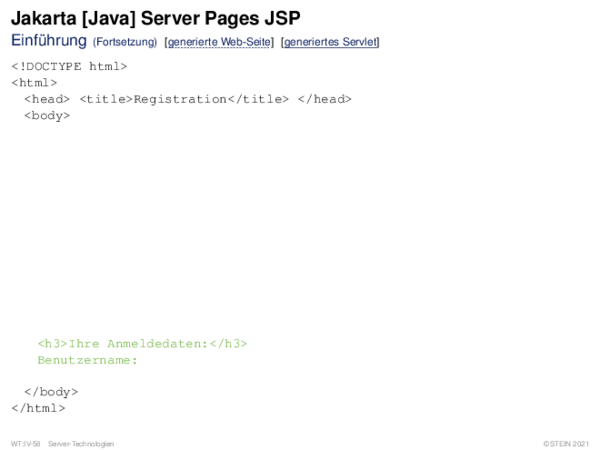 Jakarta [Java] Server Pages JSP
Einführung (Fortsetzung) [generierte Web-Seite] [generiertes Servlet]
<!DOCTYPE html>
<html>
<head> <title>Registration</title> </head>
<body>
<h3>Ihre Anmeldedaten:</h3>
Benutzername:
</body>
</html>
WT:IV-58 Server-Technologien ©STEIN 2021